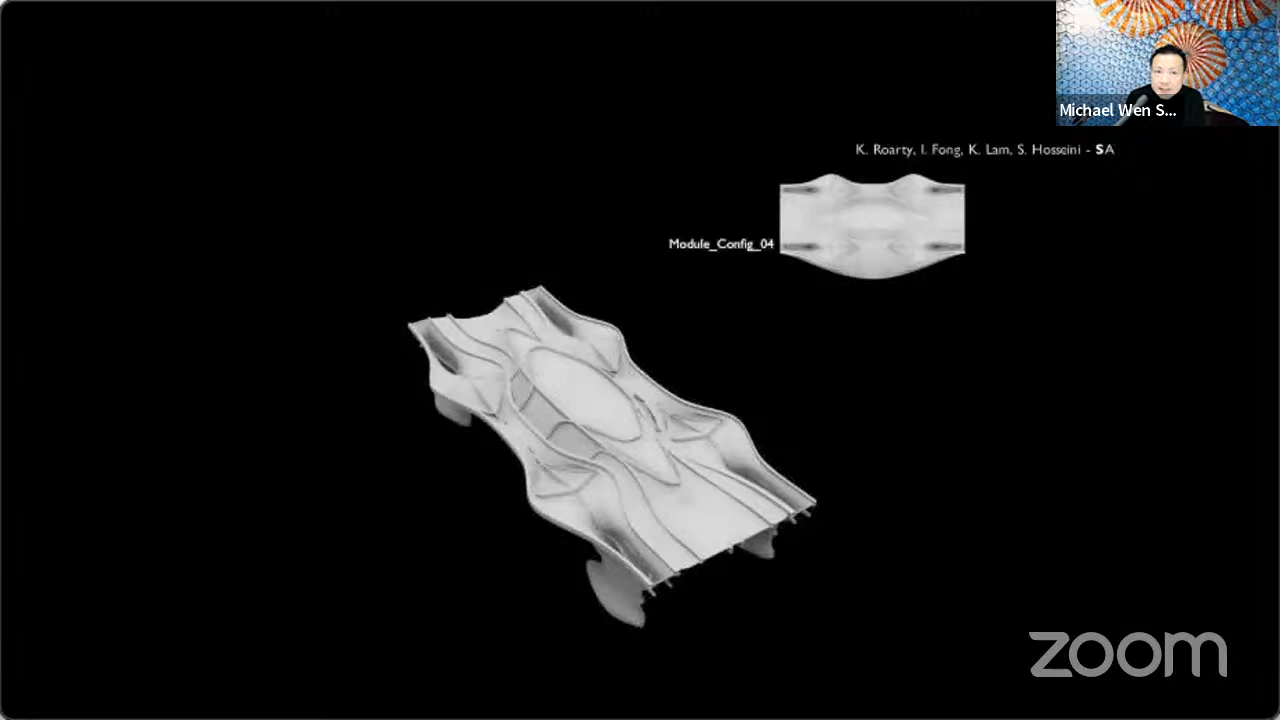 Michael Wen S...
K. Roarty, I. Fong, K. Lam, S. Hosseini - SA
Module_Config_04
zoom